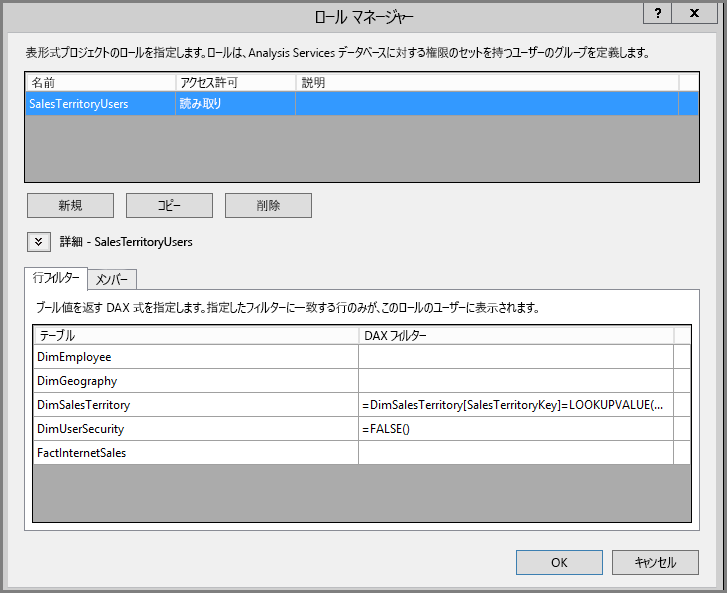 ロール マネージャー
?
x
表形式プロジェクトのロールを指定します。ロールは、Analysis Services データベースに対する権限のセットを持つユーザーのグループを定義します。
名前 アクセス許可 説明
SalesTerritoryUsers 読み取り
新規 コピー 削除
詳細 - SalesTerritoryUsers
行フィルター メンバー
ブール値を返す DAX 式を指定します。指定したフィルターに一致する行のみが、このロールのユーザーに表示されます。
テーブル DAX フィルター
DimEmployee
DimGeography
DimSalesTerritory =DimSalesTerritory[SalesTerritoryKey]=LOOKUPVALUE(...
DimUserSecurity =FALSE()
FactInternetSales
OK キャンセル